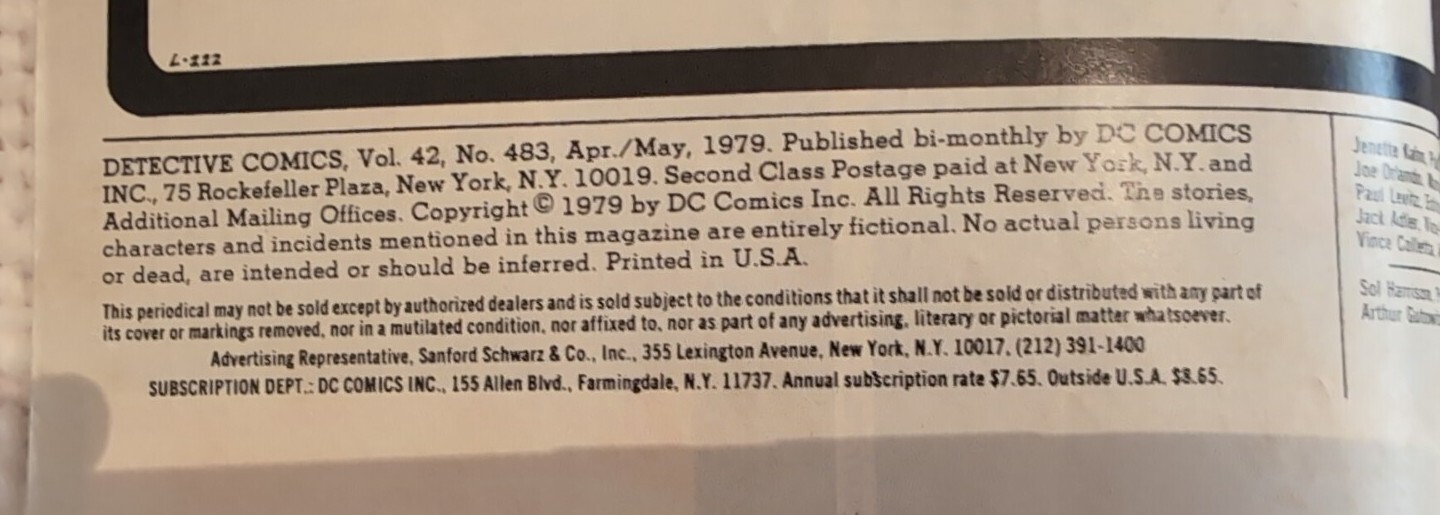 L-222
DETECTIVE COMICS, Vol. 42, No. 483, Apr./May, 1979. Published bi-monthly by DC COMICS
INC., 75 Rockefeller Plaza, New York, N.Y. 10019. Second Class Postage paid at New York, N.Y. and
Additional Mailing Offices. Copyright © 1979 by DC Comics Inc. All Rights Reserved. The stories,
characters and incidents mentioned in this magazine are entirely fictional. No actual persons living
or dead, are intended or should be inferred. Printed in U.S.A.
This periodical may not be sold except by authorized dealers and is sold subject to the conditions that it shall not be sold or distributed with any part of
its cover or markings removed, nor in a mutilated condition, nor affixed to, nor as part of any advertising, literary or pictorial matter whatsoever.
Advertising Representative, Sanford Schwarz & Co., Inc., 355 Lexington Avenue, New York, N.Y. 10017. (212) 391-1400
SUBSCRIPTION DEPT.: DC COMICS INC., 155 Allen Blvd., Farmingdale, N.Y. 11737. Annual subscription rate $7.65. Outside U.S.A. $8.65.
Jenette Kahn,
Joe Orlando,
Paul Levitz,
Jack Adler,
Vince Colletta,
Sol Harrison,
Arthur